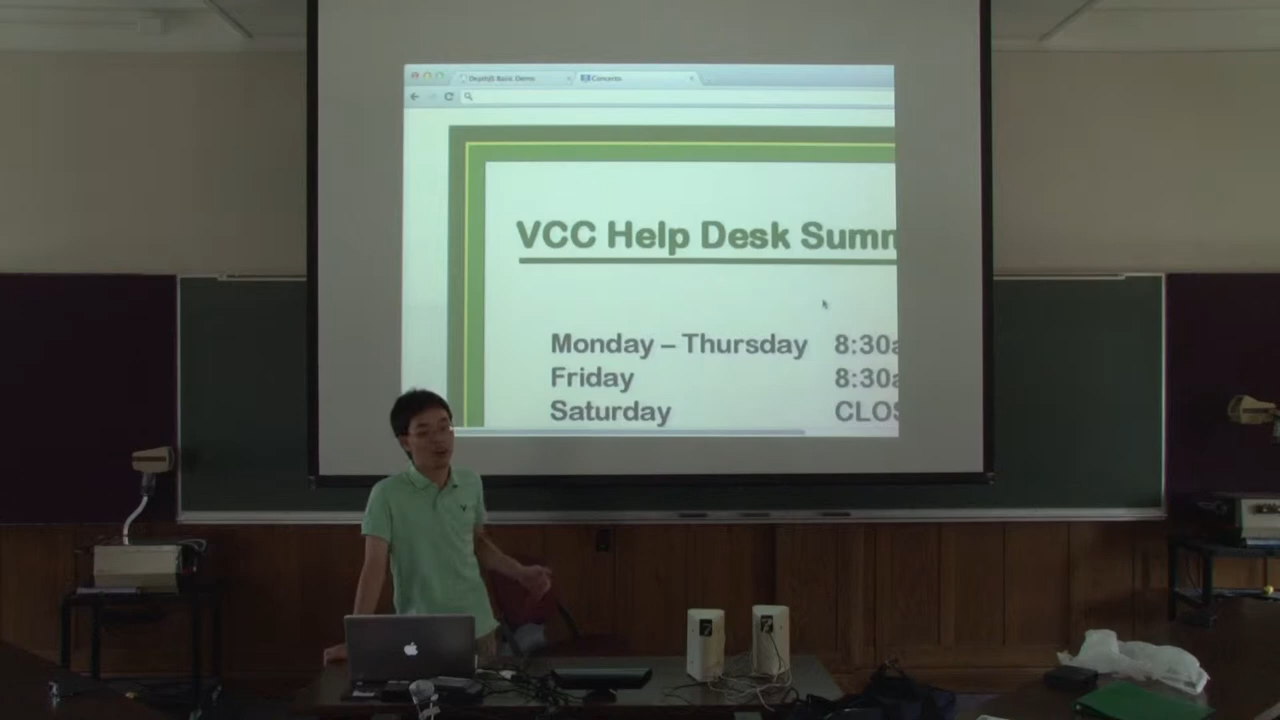 DepthJS Basic Demo
Concerto
VCC Help Desk Summ
Monday – Thursday 8:30a
Friday 8:30a
Saturday CLOS